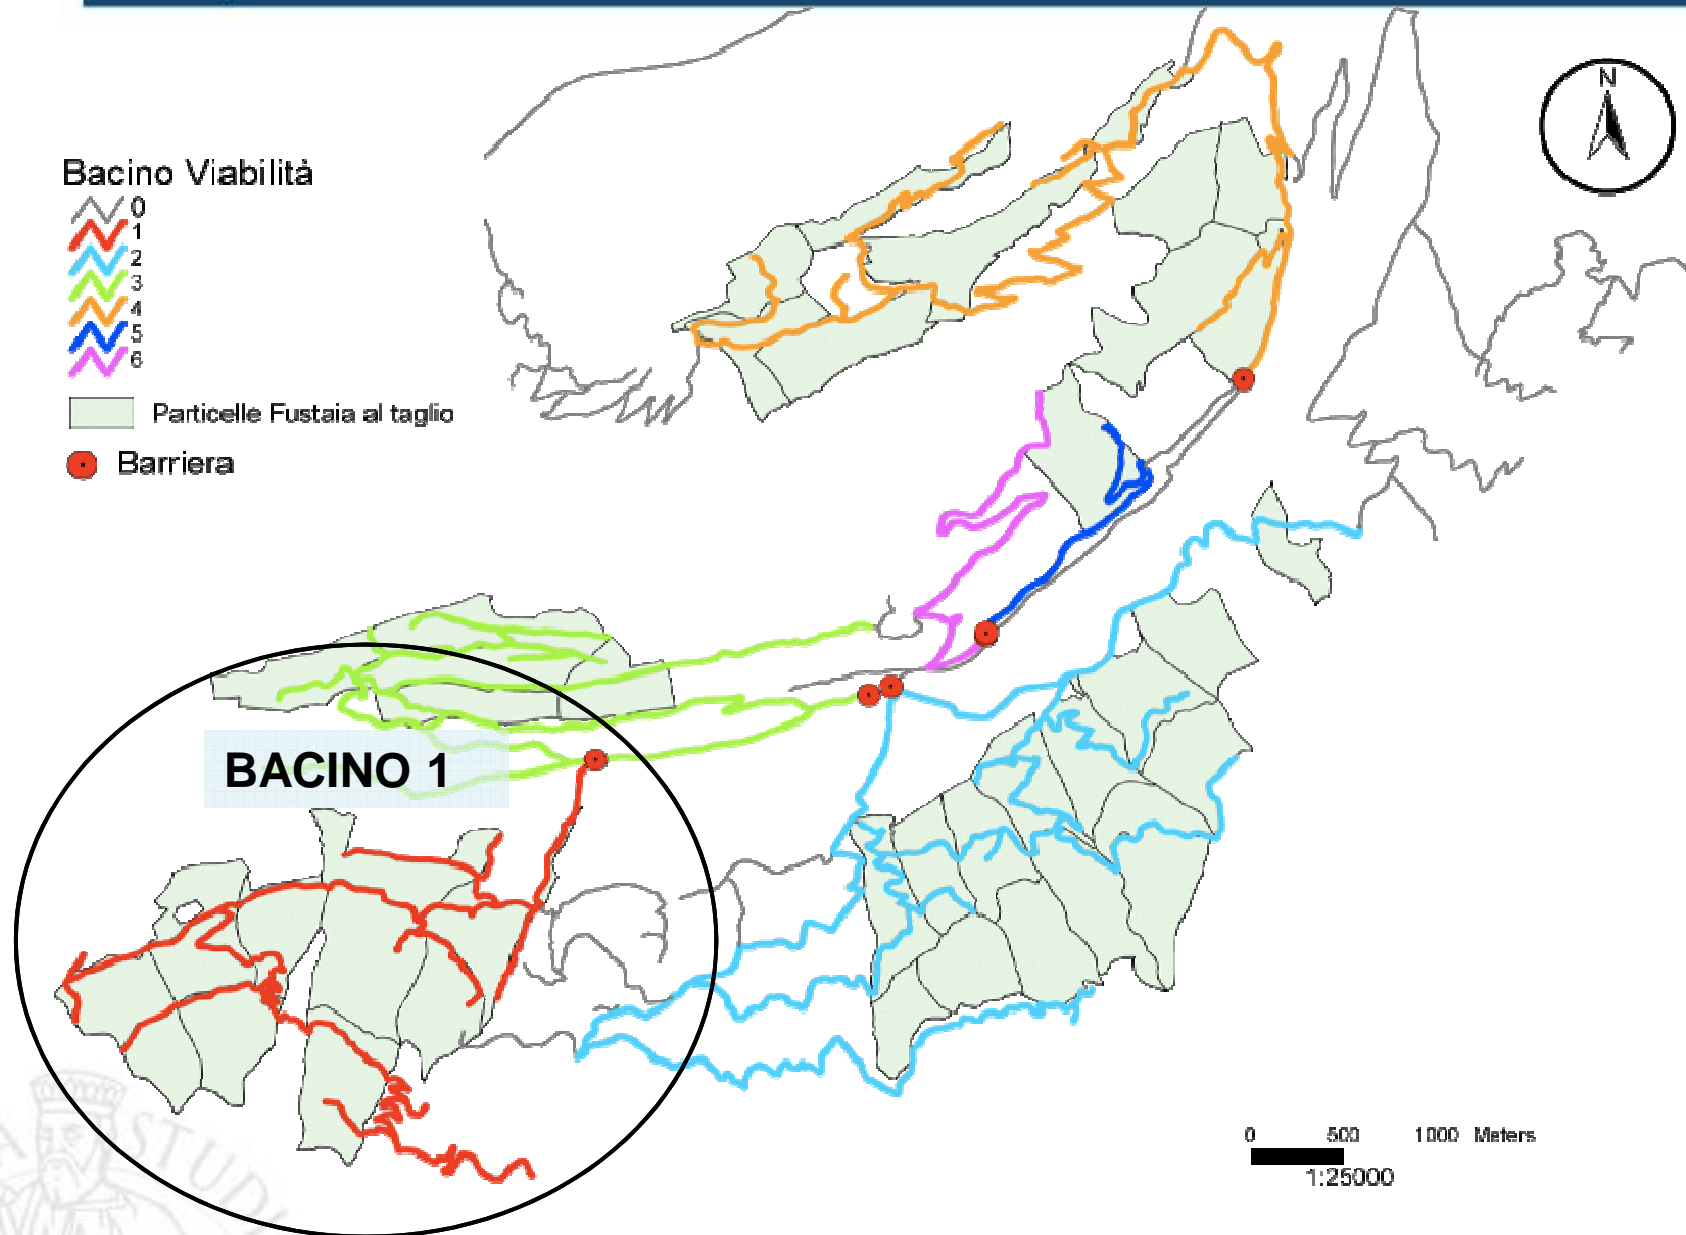 N
Bacino Viabilità
0
1
2
3
4
5
6
Particelle Fustaia al taglio
Barriera
BACINO 1
0 500 1000 Meters
1:25000
STUD